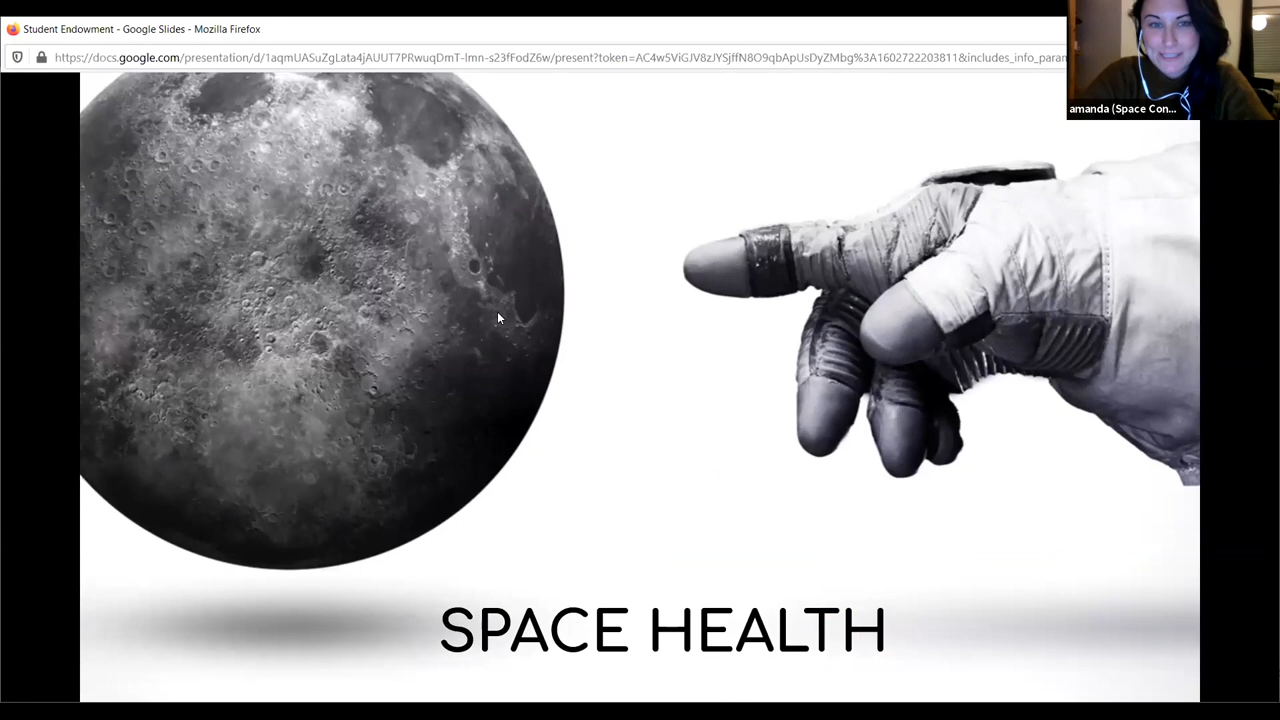 Student Endowment - Google Slides - Mozilla Firefox
https://docs.google.com/presentation/d/1aqmUASuZgLata4jAUUT7PRwuqDmT-lmn-s23fFodZ6w/present?token=AC4w5ViGJV8zJYSjffN8O9qbApUsDyZMbg%3A1602722203811&includes_info_param
amanda (Space Con...
SPACE HEALTH